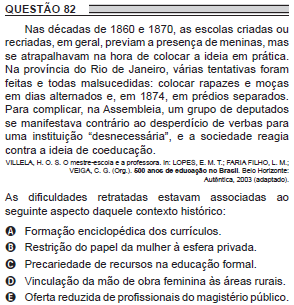 QUESTÃO 82
Nas décadas de 1860 e 1870, as escolas criadas ou
recriadas, em geral, previam a presença de meninas, mas
se atrapalhavam na hora de colocar a ideia em prática.
Na província do Rio de Janeiro, várias tentativas foram
feitas e todas malsucedidas: colocar rapazes e moças
em dias alternados e, em 1874, em prédios separados.
Para complicar, na Assembleia, um grupo de deputados
se manifestava contrário ao desperdício de verbas para
uma instituição “desnecessária”, e a sociedade reagia
contra a ideia de coeducação.
VILLELA, H. O. S. O mestre-escola e a professora. In: LOPES, E. M. T.; FARIA FILHO, L. M.;
VEIGA, C. G. (Org.). 500 anos de educação no Brasil. Belo Horizonte:
Autêntica, 2003 (adaptado).
As dificuldades retratadas estavam associadas ao
seguinte aspecto daquele contexto histórico:
A Formação enciclopédica dos currículos.
B Restrição do papel da mulher à esfera privada.
C Precariedade de recursos na educação formal.
D Vinculação da mão de obra feminina às áreas rurais.
E Oferta reduzida de profissionais do magistério público.